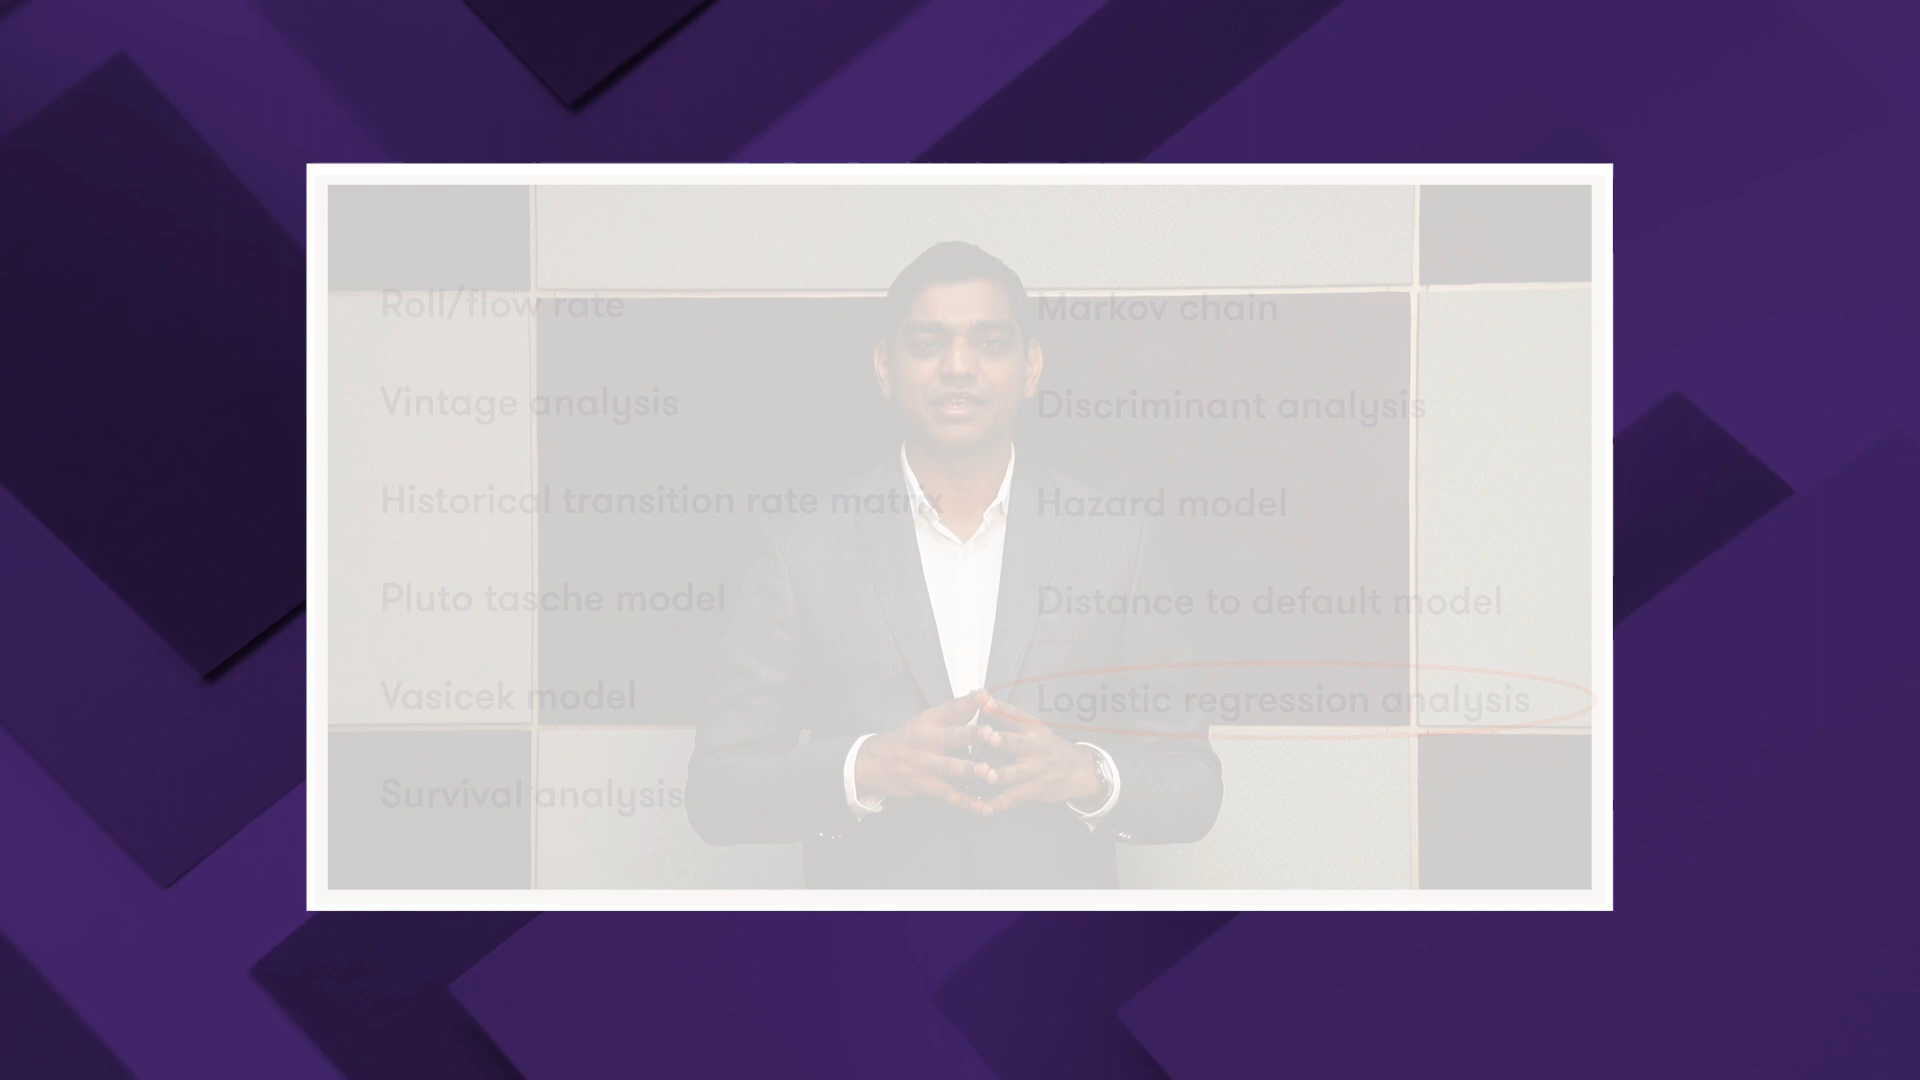 Roll/flow rate
Vintage analysis
Historical transition rate matrix
Pluto tasche model
Vasicek model
Survival analysis
Markov chain
Discriminant analysis
Hazard model
Distance to default model
Logistic regression analysis